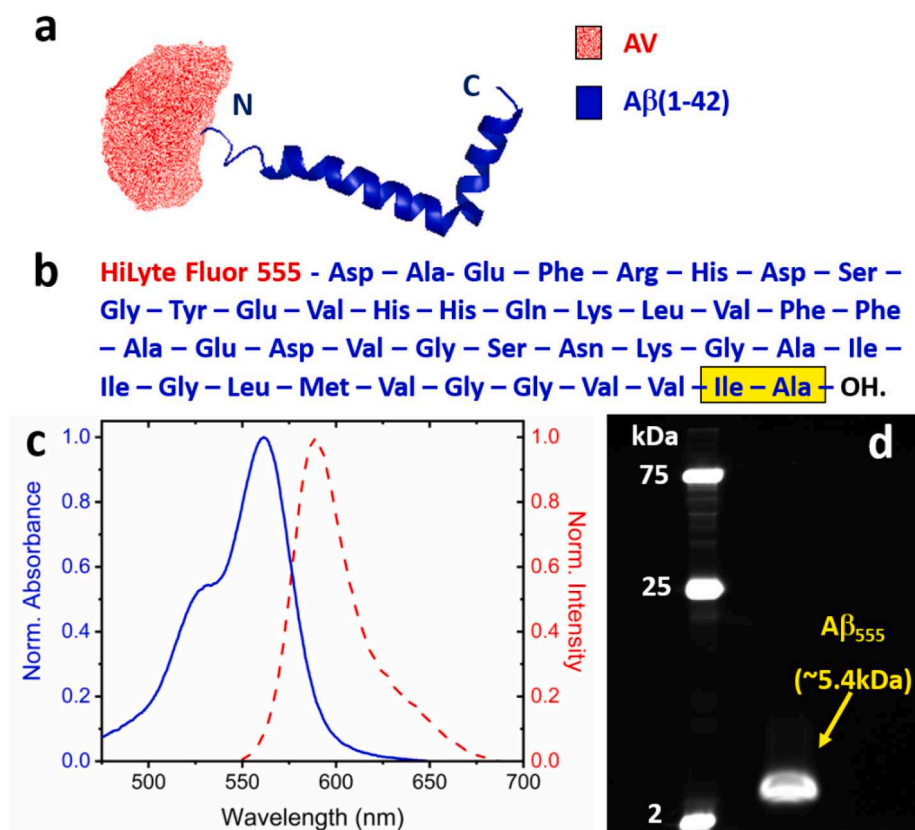 a
AV
N
C
Aβ(1-42)
b
HiLyte Fluor 555 - Asp – Ala- Glu – Phe – Arg – His – Asp – Ser –
Gly – Tyr – Glu – Val – His – His – Gln – Lys – Leu – Val – Phe – Phe
– Ala – Glu – Asp – Val – Gly – Ser – Asn – Lys – Gly – Ala – Ile –
Ile – Gly – Leu – Met – Val – Gly – Gly – Val – Val – Ile – Ala – OH.
c
1.0
0.8
0.6
0.4
0.2
0.0
Norm. Absorbance
500
550
600
650
700
Wavelength (nm)
1.0
0.8
0.6
0.4
0.2
0.0
Norm. Intensity
d
kDa
75
25
2
Aβ555
(~5.4kDa)